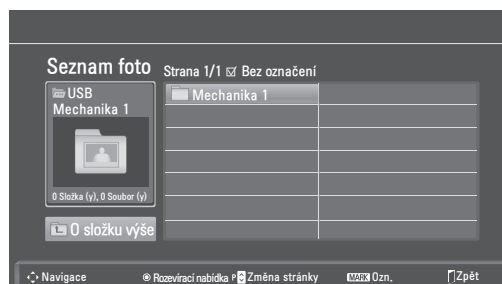 Seznam foto
Strana 1/1 Bez označení
USB
Mechanika 1
Mechanika 1
0 Složka (y), 0 Soubor (y)
O složku výše
Navigace Rozevírací nabídka P Změna stránky MARK Ozn. Zpět